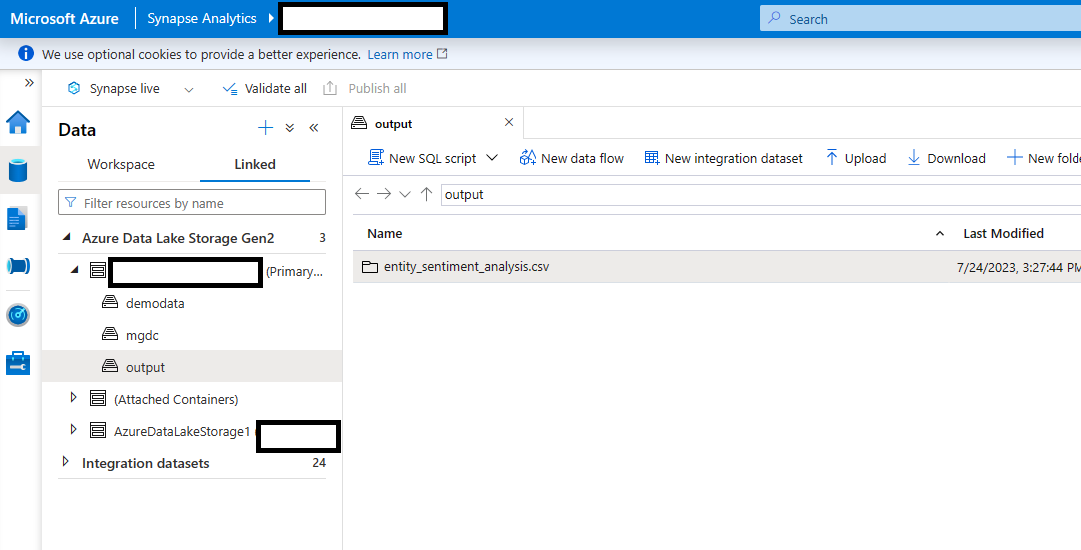 Microsoft Azure Synapse Analytics Search
We use optional cookies to provide a better experience. Learn more
Synapse live Validate all Publish all
Data
Workspace Linked
Filter resources by name
Azure Data Lake Storage Gen2 3
(Primary...
demodata
mgdc
output
(Attached Containers)
AzureDataLakeStorage1 (
Integration datasets 24
output
New SQL script New data flow New integration dataset Upload Download New folde
output
Name Last Modified
entity_sentiment_analysis.csv 7/24/2023, 3:27:44 PM